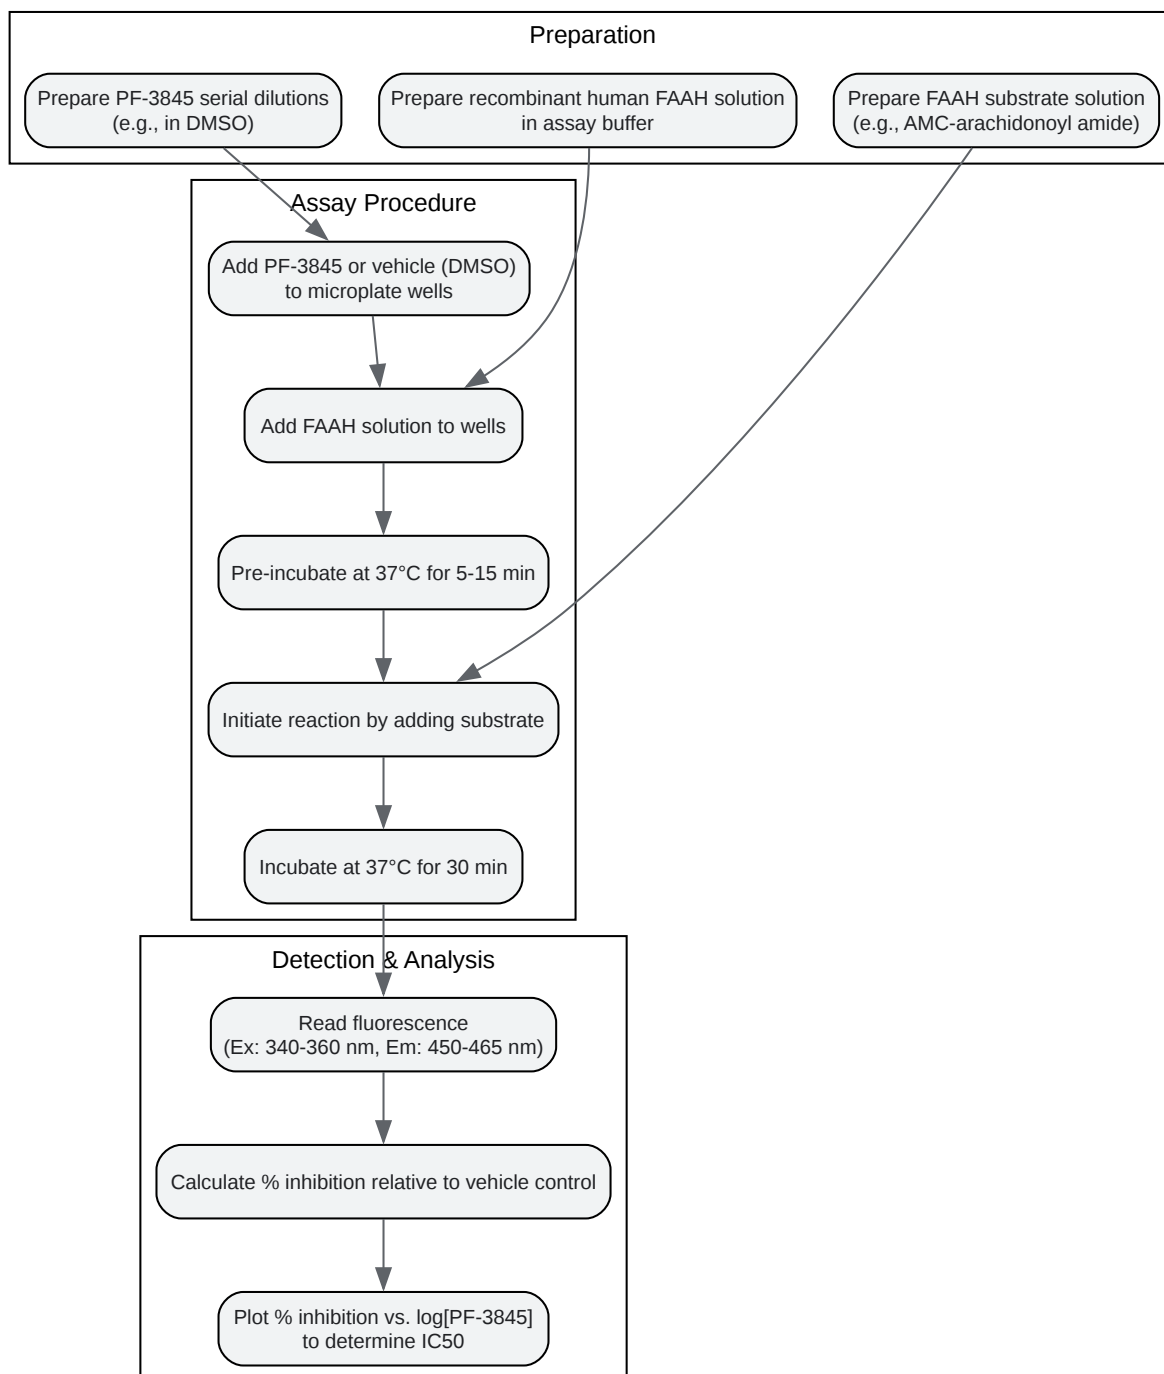 Preparation
Prepare PF-3845 serial dilutions
(e.g., in DMSO)
Prepare recombinant human FAAH solution
in assay buffer
Prepare FAAH substrate solution
(e.g., AMC-arachidonoyl amide)
Assay Procedure
Add PF-3845 or vehicle (DMSO)
to microplate wells
Add FAAH solution to wells
Pre-incubate at 37°C for 5-15 min
Initiate reaction by adding substrate
Incubate at 37°C for 30 min
Detection & Analysis
Read fluorescence
(Ex: 340-360 nm, Em: 450-465 nm)
Calculate % inhibition relative to vehicle control
Plot % inhibition vs. log[PF-3845]
to determine IC50